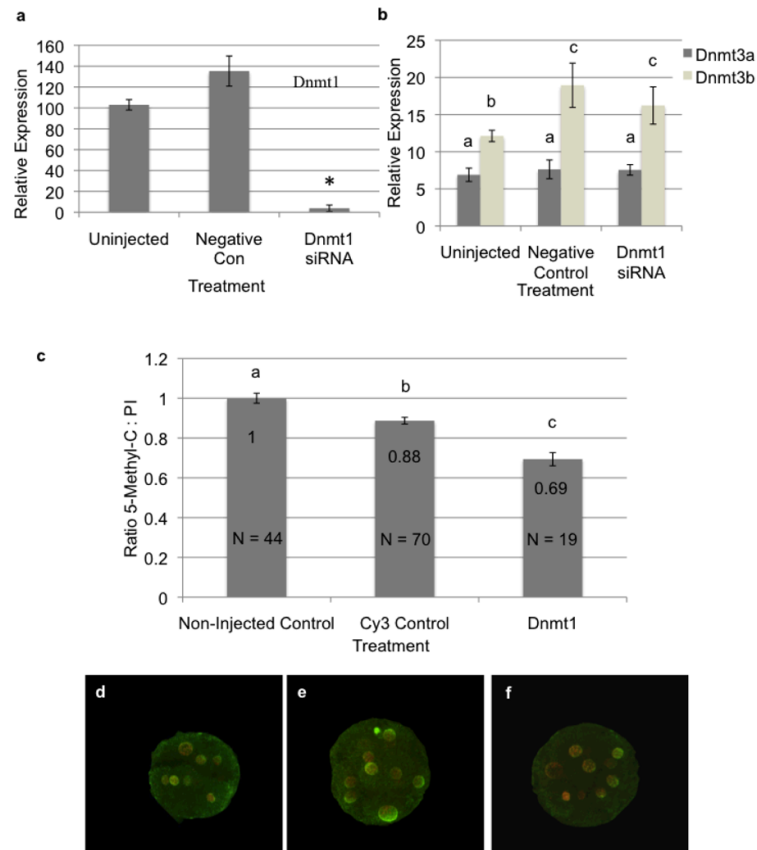 a
160
140
120
100
80
60
40
20
0
Relative Expression
Dnmt1
*
Uninjected
Negative
Con
Dnmt1
siRNA
Treatment
b
25
20
15
10
5
0
Relative Expression
a
b
a
c
a
c
Dnmt3a
Dnmt3b
Uninjected
Negative
Control
Dnmt1
siRNA
Treatment
c
1.2
1
0.8
0.6
0.4
0.2
0
Ratio 5-Methyl-C : PI
a
1
N = 44
b
0.88
N = 70
c
0.69
N = 19
Non-Injected Control
Cy3 Control
Dnmt1
Treatment
d
e
f